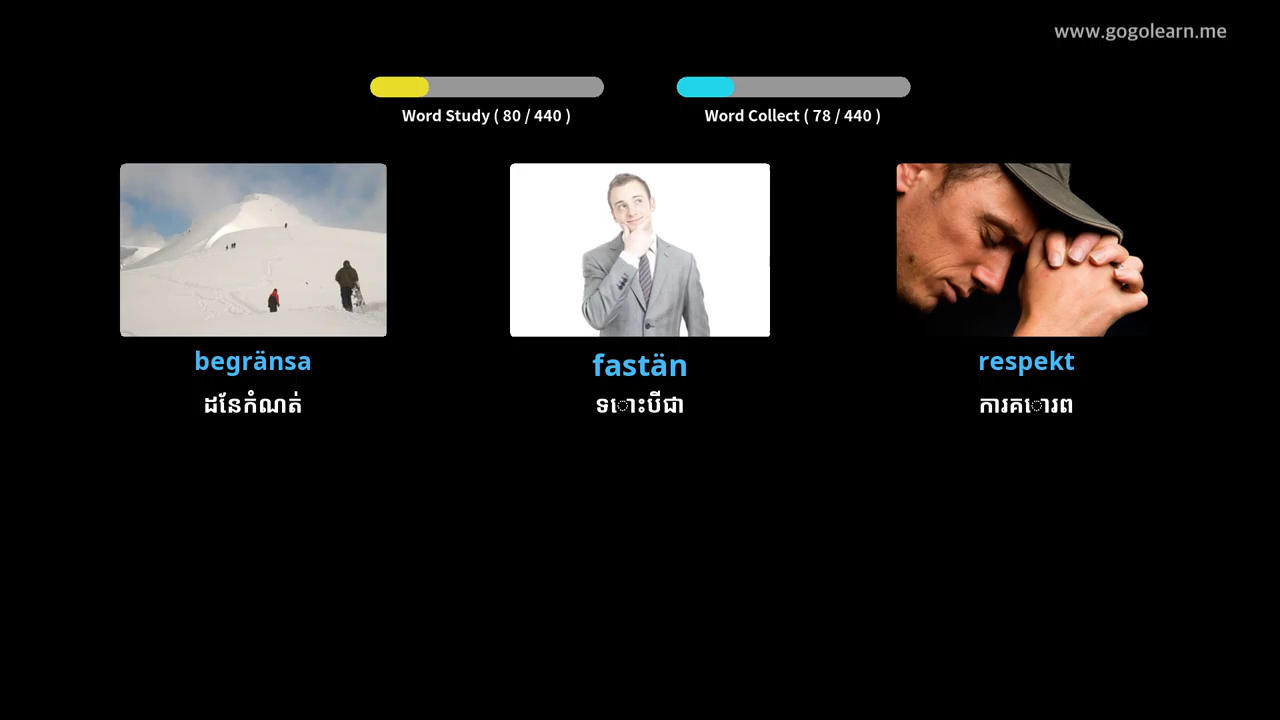 www.gogolearn.me
Word Study ( 80 / 440 )
Word Collect ( 78 / 440 )
begränsa
fastän
respekt
ដែនកំណត់
ទោះបីជា
ការគោរព